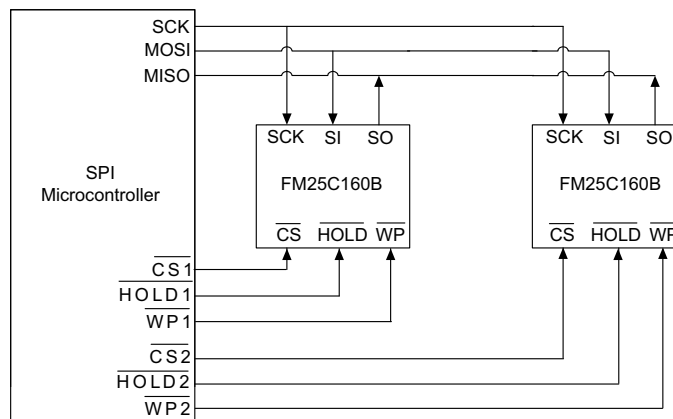 SCK
MOSI
MISO
SPI
Microcontroller
CS1
HOLD1
WP1
CS2
HOLD2
WP2
SCK SI SO
FM25C160B
CS HOLD WP
SCK SI SO
FM25C160B
CS HOLD WP